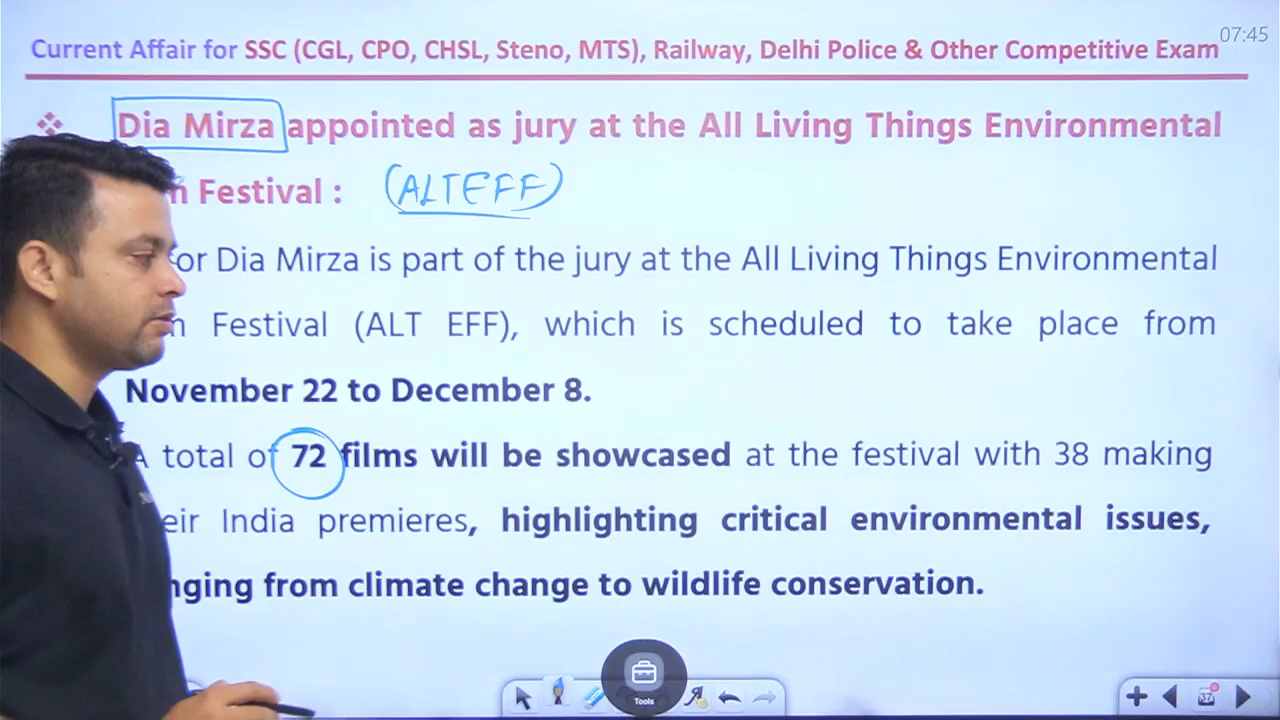 07:45
Current Affair for SSC (CGL, CPO, CHSL, Steno, MTS), Railway, Delhi Police & Other Competitive Exam
❖ Dia Mirza appointed as jury at the All Living Things Environmental
Festival : (ALTEFF)
or Dia Mirza is part of the jury at the All Living Things Environmental
Festival (ALT EFF), which is scheduled to take place from
November 22 to December 8.
A total of 72 films will be showcased at the festival with 38 making
eir India premieres, highlighting critical environmental issues,
nging from climate change to wildlife conservation.
Tools